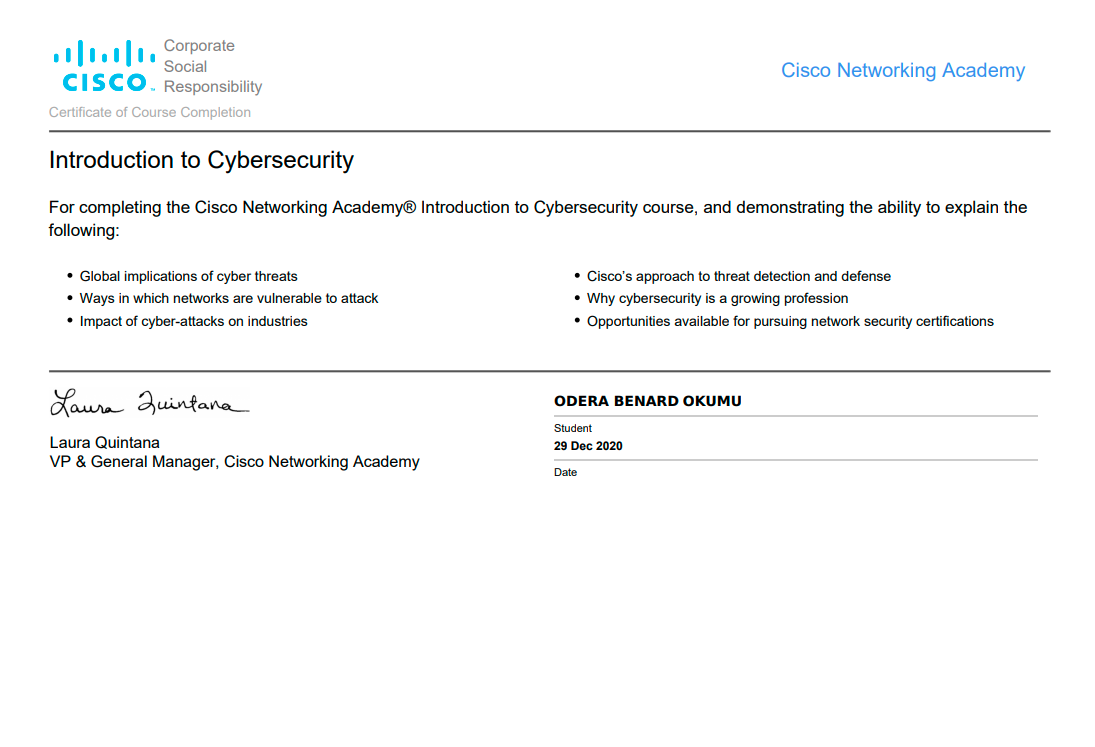 Corporate
Social
Responsibility
CISCO™
Cisco Networking Academy
Certificate of Course Completion
Introduction to Cybersecurity
For completing the Cisco Networking Academy® Introduction to Cybersecurity course, and demonstrating the ability to explain the
following:
• Global implications of cyber threats
• Ways in which networks are vulnerable to attack
• Impact of cyber-attacks on industries
• Cisco's approach to threat detection and defense
• Why cybersecurity is a growing profession
• Opportunities available for pursuing network security certifications
Laura Quintana
Laura Quintana
VP & General Manager, Cisco Networking Academy
ODERA BENARD OKUMU
Student
29 Dec 2020
Date